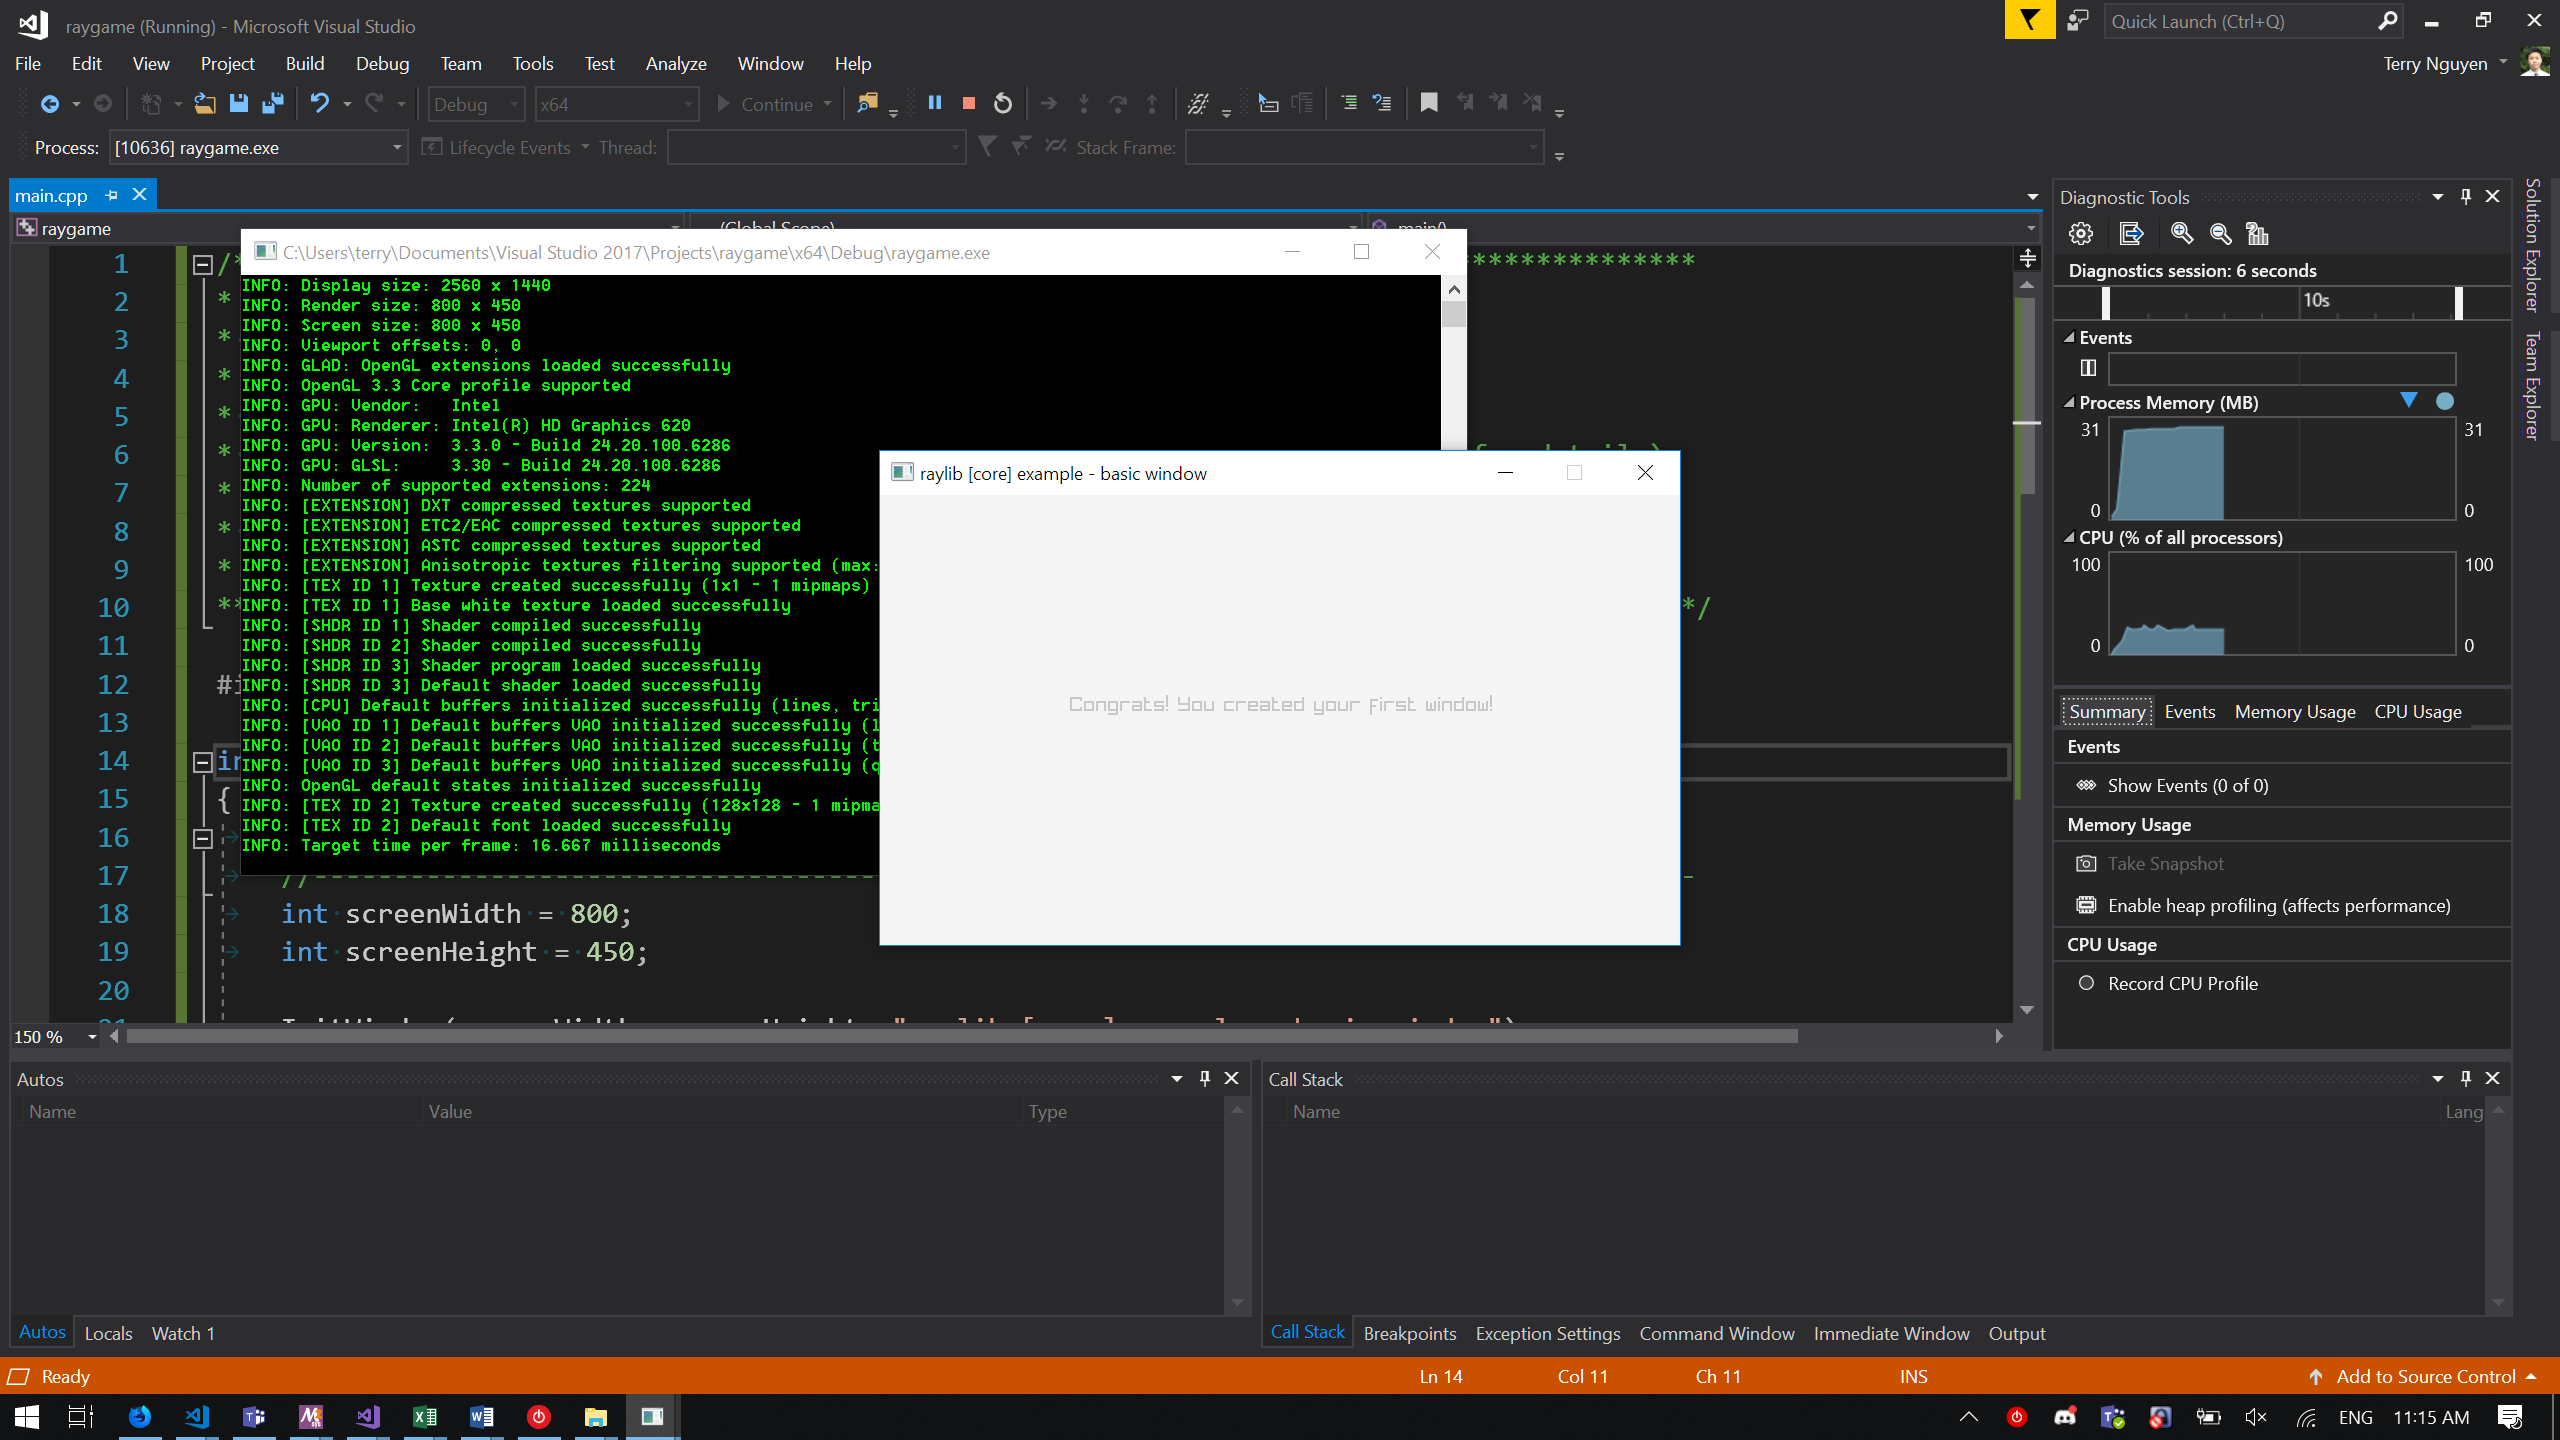 raygame (Running) - Microsoft Visual Studio
Quick Launch (Ctrl+Q)
File Edit View Project Build Debug Team Tools Test Analyze Window Help
Terry Nguyen
Debug x64 Continue
Process: [10636] raygame.exe Lifecycle Events Thread: Stack Frame:
main.cpp
raygame
C:\Users\terry\Documents\Visual Studio 2017\Projects\raygame\x64\Debug\raygame.exe
INFO: Display size: 2560 x 1440
INFO: Render size: 800 x 450
INFO: Screen size: 800 x 450
INFO: Viewport offsets: 0, 0
INFO: GLAD: OpenGL extensions loaded successfully
INFO: OpenGL 3.3 Core profile supported
INFO: GPU: Vendor: Intel
INFO: GPU: Renderer: Intel(R) HD Graphics 620
INFO: GPU: Version: 3.3.0 - Build 24.20.100.6286
INFO: GPU: GLSL: 3.30 - Build 24.20.100.6286
INFO: Number of supported extensions: 224
INFO: [EXTENSION] DXT compressed textures supported
INFO: [EXTENSION] ETC2/EAC compressed textures supported
INFO: [EXTENSION] ASTC compressed textures supported
INFO: [EXTENSION] Anisotropic textures filtering supported (max:
INFO: [TEX ID 1] Texture created successfully (1x1 - 1 mipmaps)
INFO: [TEX ID 1] Base white texture loaded successfully
INFO: [SHDR ID 1] Shader compiled successfully
INFO: [SHDR ID 2] Shader compiled successfully
INFO: [SHDR ID 3] Shader program loaded successfully
INFO: [SHDR ID 3] Default shader loaded successfully
INFO: [CPU] Default buffers initialized successfully (lines, tri
INFO: [VAO ID 1] Default buffers VAO initialized successfully (l
INFO: [VAO ID 2] Default buffers VAO initialized successfully (t
INFO: [VAO ID 3] Default buffers VAO initialized successfully (q
INFO: OpenGL default states initialized successfully
INFO: [TEX ID 2] Texture created successfully (128x128 - 1 mipma
INFO: [TEX ID 2] Default font loaded successfully
INFO: Target time per frame: 16.667 milliseconds
raylib [core] example - basic window
Congrats! You created your first window!
1
2
3
4
5
6
7
8
9
10
11
12
13
14
15 {
16
17
18 int screenWidth = 800;
19 int screenHeight = 450;
20
150 %
Diagnostic Tools
Diagnostics session: 6 seconds
10s
Events
Process Memory (MB)
31 31
0 0
CPU (% of all processors)
100 100
0 0
Summary Events Memory Usage CPU Usage
Events
Show Events (0 of 0)
Memory Usage
Take Snapshot
Enable heap profiling (affects performance)
CPU Usage
Record CPU Profile
Solution Explorer
Team Explorer
Autos
Name Value Type
Autos Locals Watch 1
Call Stack
Name Lang
Call Stack Breakpoints Exception Settings Command Window Immediate Window Output
Ready Ln 14 Col 11 Ch 11 INS Add to Source Control
ENG 11:15 AM